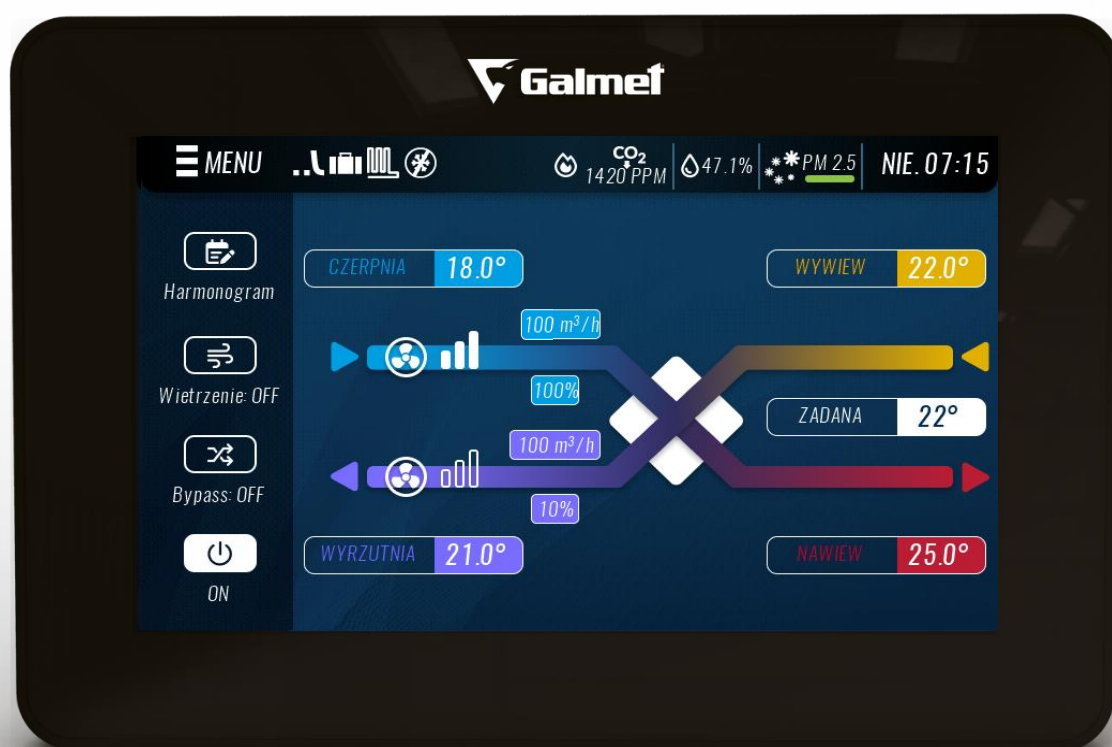 Galmet
MENU
CO₂
1420 PPM
47.1%
PM 2.5
NIE. 07:15
Harmonogram
Wietrzenie: OFF
Bypass: OFF
ON
CZERPNIA 18.0°
WYWIEW 22.0°
100 m³/h
100%
ZADANA 22°
100 m³/h
10%
WYRZUTNIA 21.0°
NAWIEW 25.0°